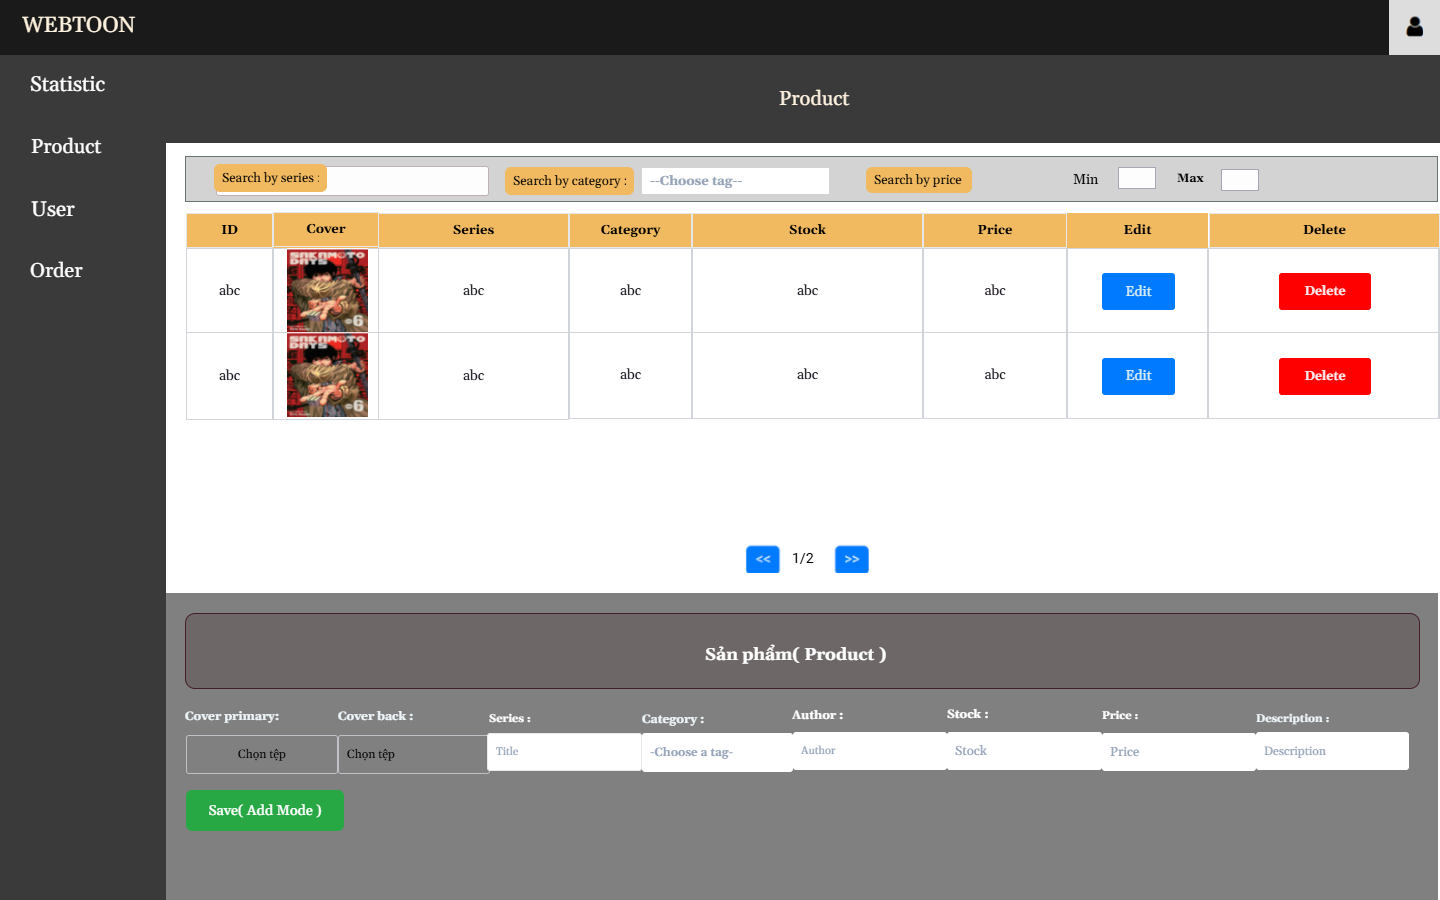 WEBTOON
Statistic
Product
User
Order
Product
Search by series :
Search by category :
--Choose tag--
Search by price
Min
Max
ID Cover Series Category Stock Price Edit Delete
SAKAMOTO
DAYS
6
abc abc abc abc abc Edit Delete
SAKAMOTO
DAYS
6
abc abc abc abc abc Edit Delete
<< 1/2 >>
Sản phẩm( Product )
Cover primary: Cover back : Series : Category : Author : Stock : Price : Description :
Chọn tệp Chọn tệp Title -Choose a tag- Author Stock Price Description
Save( Add Mode )